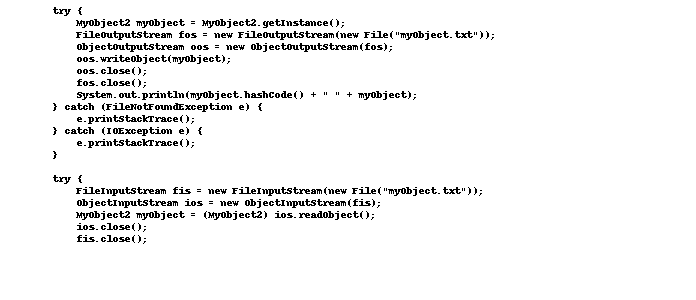 try {
MyObject2 myObject = MyObject2.getInstance();
FileOutputStream fos = new FileOutputStream(new File("myObject.txt"));
ObjectOutputStream oos = new ObjectOutputStream(fos);
oos.writeObject(myObject);
oos.close();
fos.close();
System.out.println(myObject.hashCode() + " " + myObject);
} catch (FileNotFoundException e) {
e.printStackTrace();
} catch (IOException e) {
e.printStackTrace();
}
try {
FileInputStream fis = new FileInputStream(new File("myObject.txt"));
ObjectInputStream ios = new ObjectInputStream(fis);
MyObject2 myObject = (MyObject2) ios.readObject();
ios.close();
fis.close();